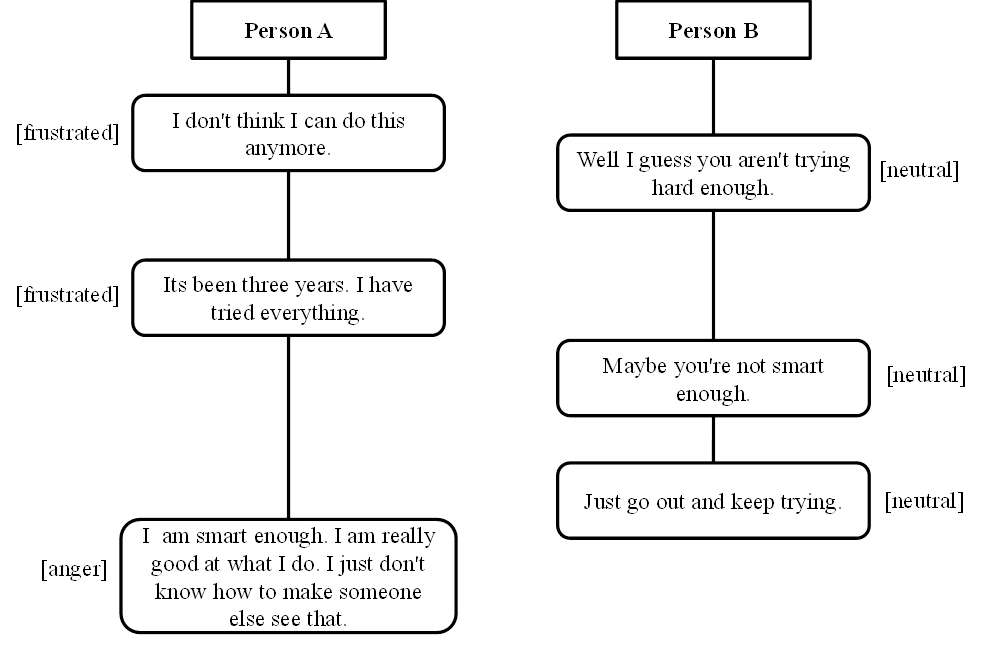 Person A
Person B
[frustrated]
I don't think I can do this
anymore.
Well I guess you aren't trying
hard enough.
[neutral]
[frustrated]
Its been three years. I have
tried everything.
Maybe you're not smart
enough.
[neutral]
Just go out and keep trying.
[neutral]
[anger]
I am smart enough. I am really
good at what I do. I just don't
know how to make someone
else see that.